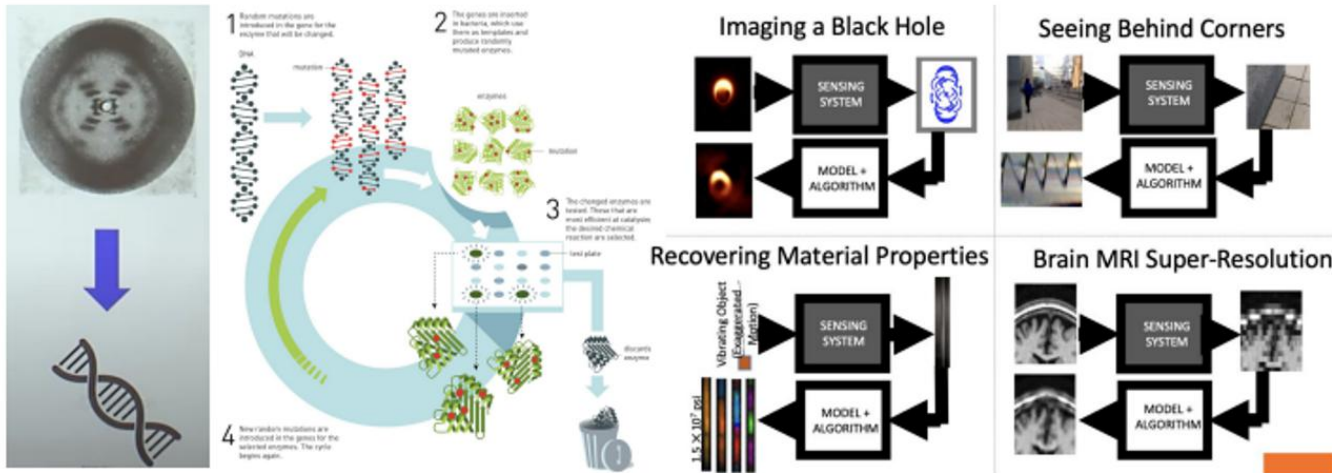 1
Random mutations are
introduced in the gene for the
enzyme that will be changed.
DNA
mutation
2
The genes are inserted
in bacteria, which use
them as templates and
produce randomly
mutated enzymes.
enzymes
mutation
3
The changed enzymes are
tested. Those that are
most efficient at catalysing
the desired chemical
reaction are selected.
test plate
discards
enzyme
4
New random mutations are
introduced in the genes for the
selected enzymes. The cycle
begins again.
Imaging a Black Hole
SENSING
SYSTEM
MODEL +
ALGORITHM
Seeing Behind Corners
SENSING
SYSTEM
MODEL +
ALGORITHM
Recovering Material Properties
Vibrating Object
(Exaggerated
Motion)
SENSING
SYSTEM
1.5 × 10⁷ psi
MODEL +
ALGORITHM
Brain MRI Super-Resolution
SENSING
SYSTEM
MODEL +
ALGORITHM